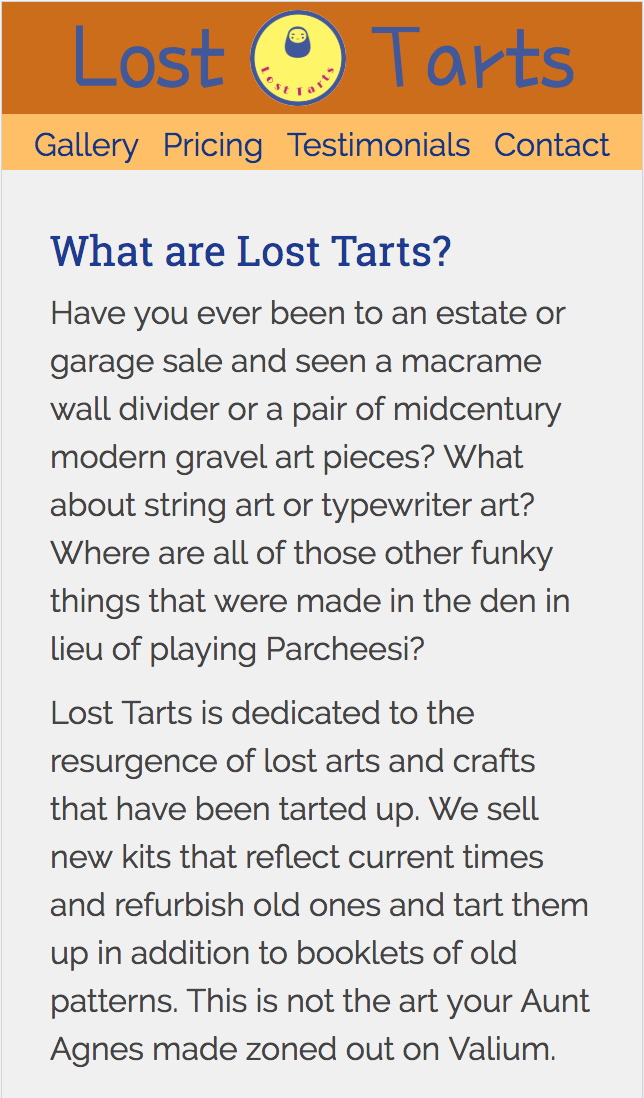 Lost Tarts
Lost Tarts
Gallery Pricing Testimonials Contact
What are Lost Tarts?
Have you ever been to an estate or
garage sale and seen a macrame
wall divider or a pair of midcentury
modern gravel art pieces? What
about string art or typewriter art?
Where are all of those other funky
things that were made in the den in
lieu of playing Parcheesi?
Lost Tarts is dedicated to the
resurgence of lost arts and crafts
that have been tarted up. We sell
new kits that reflect current times
and refurbish old ones and tart them
up in addition to booklets of old
patterns. This is not the art your Aunt
Agnes made zoned out on Valium.